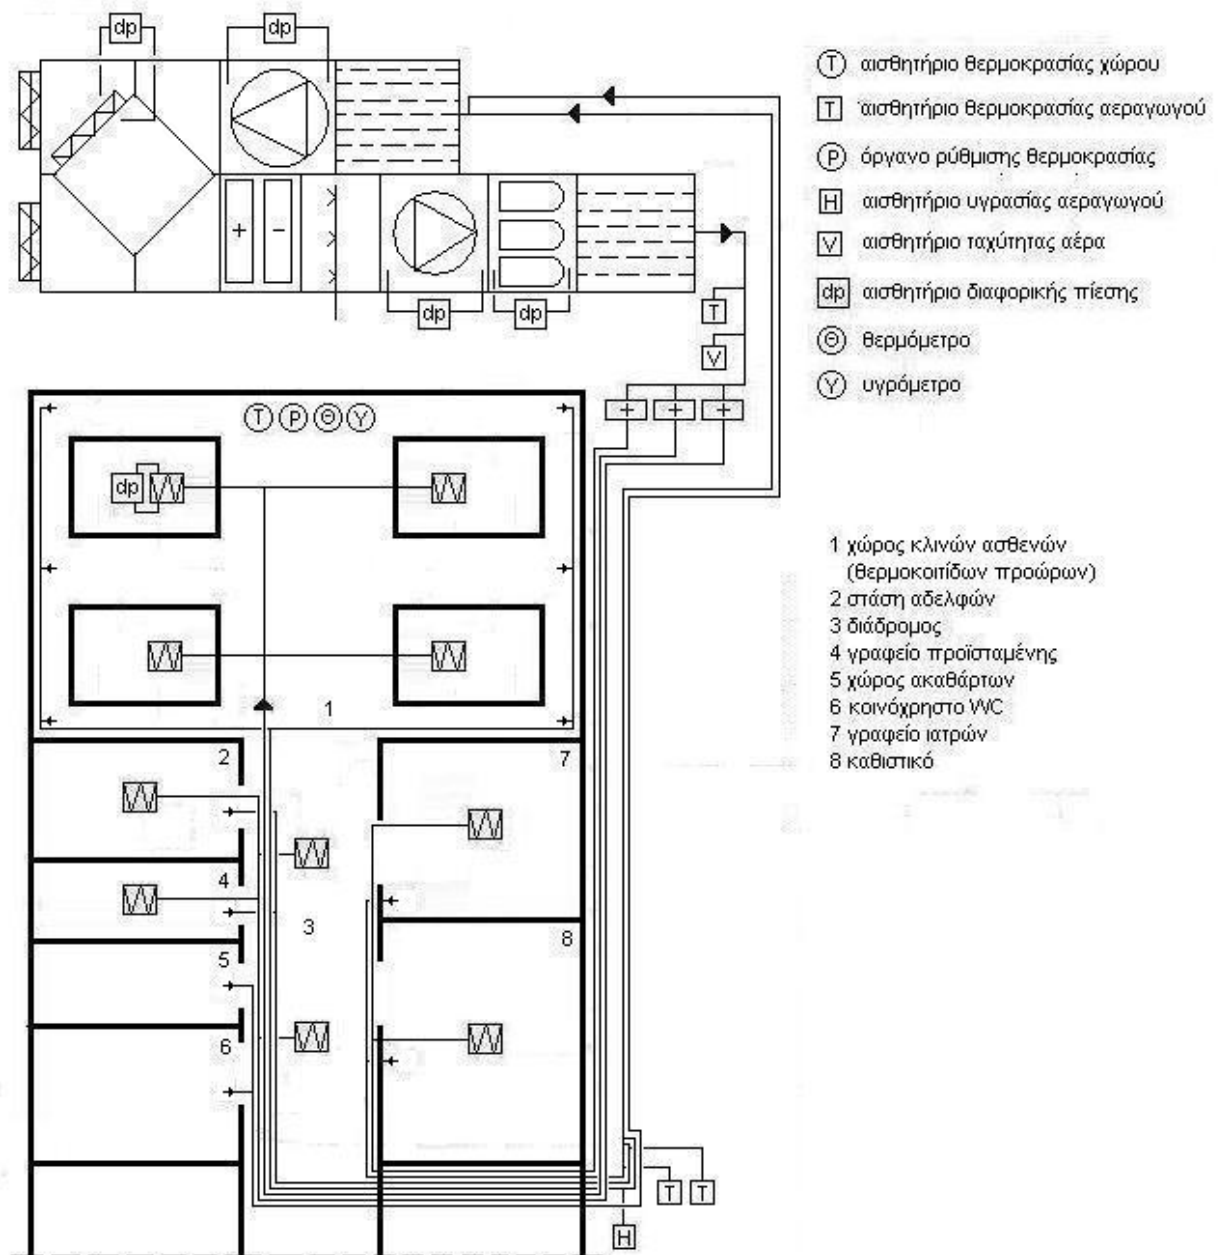 dp
dp
Τ αισθητήριο θερμοκρασίας χώρου
Τ αισθητήριο θερμοκρασίας αεραγωγού
Ρ όργανο ρύθμισης θερμοκρασίας
Η αισθητήριο υγρασίας αεραγωγού
V αισθητήριο ταχύτητας αέρα
dp αισθητήριο διαφορικής πίεσης
Θ θερμόμετρο
Υ υγρόμετρο
+ −
dp
dp
T
V
+ + +
Τ Ρ Θ Υ
dp
1
1 χώρος κλινών ασθενών
(θερμοκοιτίδων προώρων)
2 στάση αδελφών
3 διάδρομος
4 γραφείο προϊσταμένης
5 χώρος ακαθάρτων
6 κοινόχρηστο WC
7 γραφείο ιατρών
8 καθιστικό
2
7
4
3
8
5
6
T T
H